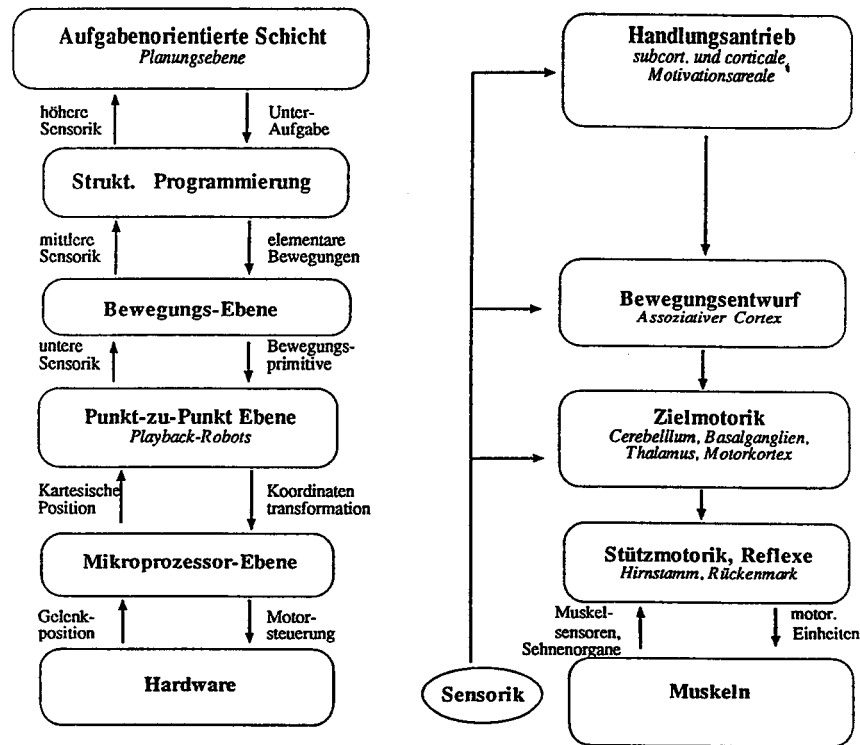 Aufgabenorientierte Schicht
Planungsebene
höhere
Sensorik
Unter-
Aufgabe
Strukt. Programmierung
mittlere
Sensorik
elementare
Bewegungen
Bewegungs-Ebene
untere
Sensorik
Bewegungs-
primitive
Punkt-zu-Punkt Ebene
Playback-Robots
Kartesische
Position
Koordinaten
transformation
Mikroprozessor-Ebene
Gelenk-
position
Motor-
steuerung
Hardware
Handlungsantrieb
subcort. und corticale
Motivationsareale
Bewegungsentwurf
Assoziativer Cortex
Zielmotorik
Cerebelllum, Basalganglien,
Thalamus, Motorkortex
Stützmotorik, Reflexe
Hirnstamm, Rückenmark
Muskel-
sensoren,
Sehnenorgane
motor.
Einheiten
Sensorik
Muskeln